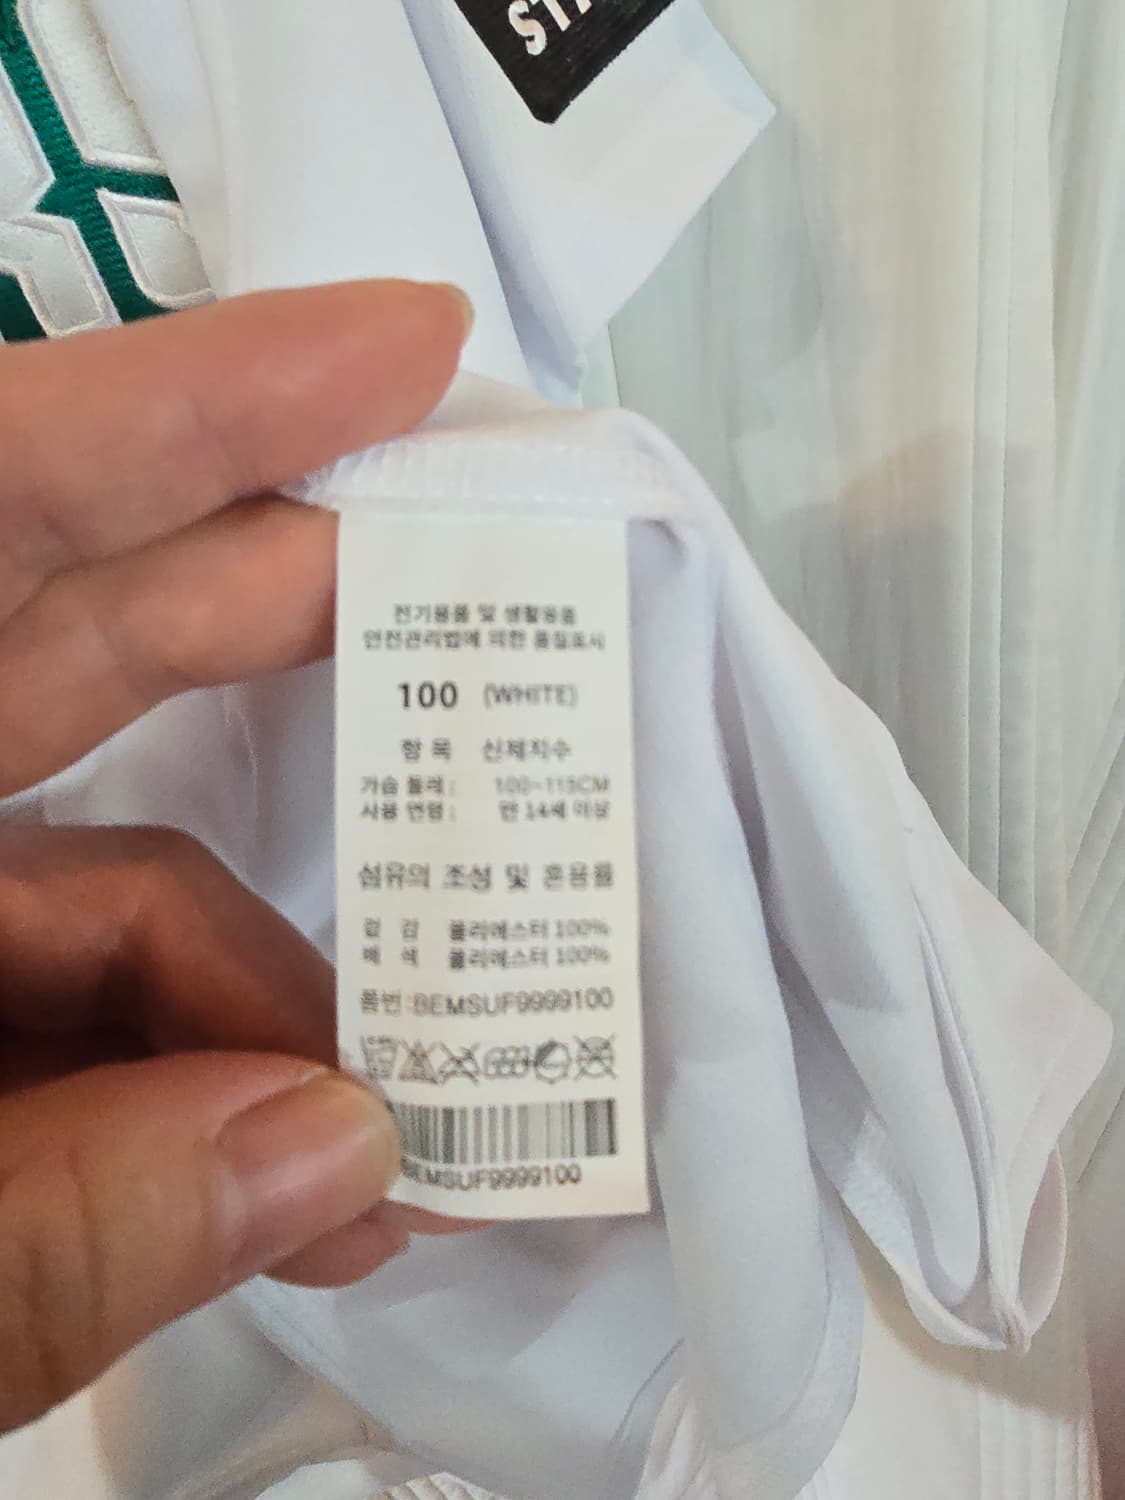 전기용품 및 생활용품
안전관리법에 의한 품질표시
100 (WHITE)
항 목 신체치수
가슴 둘레 : 100~115CM
사용 연령 : 만 14세 이상
섬유의 조성 및 혼용률
겉 감 폴리에스터 100%
배 색 폴리에스터 100%
품번:BEMSUF9999100
BEMSUF9999100